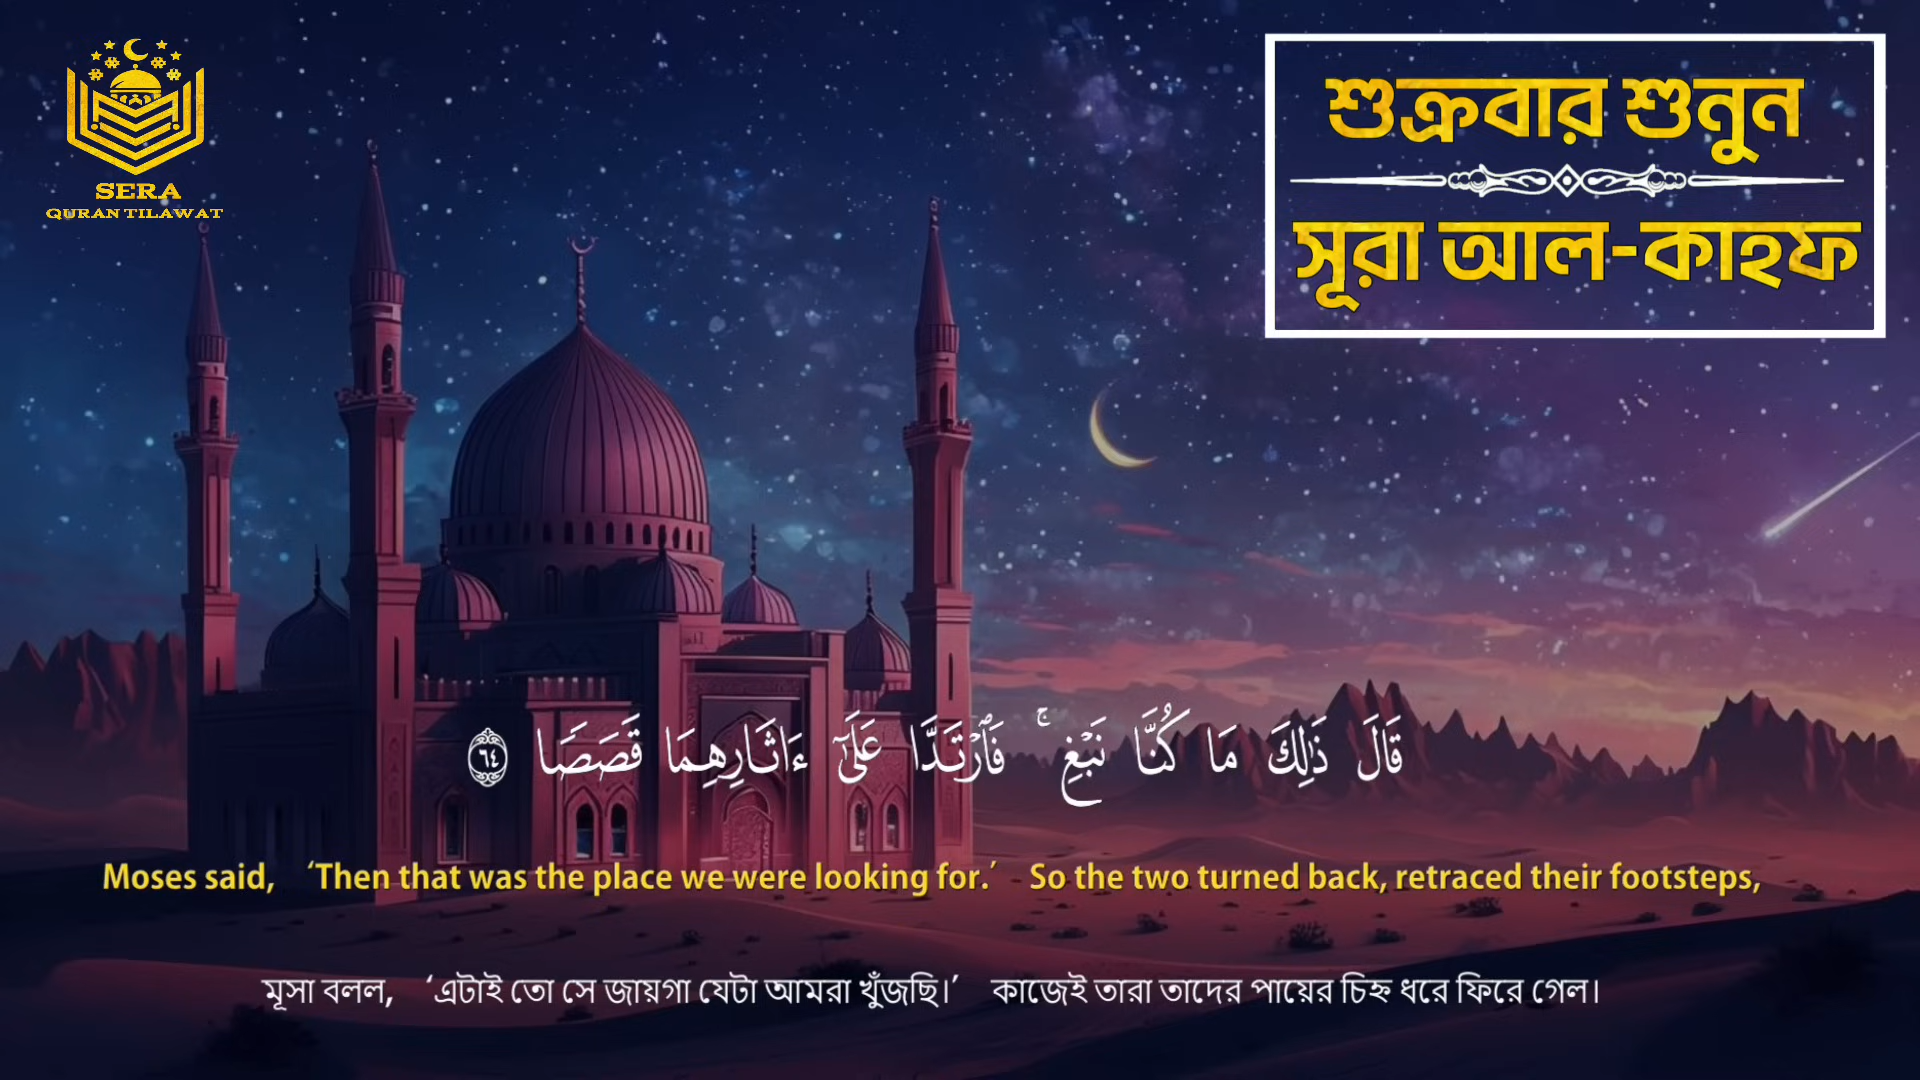 SERA
QURAN TILAWAT
শুক্রবার শুনুন
সূরা আল-কাহফ
قَالَ ذَٰلِكَ مَا كُنَّا نَبْغِ ۚ فَٱرْتَدَّا عَلَىٰٓ ءَاثَارِهِمَا قَصَصًا ٦٤
Moses said, ‘Then that was the place we were looking for.’ So the two turned back, retraced their footsteps,
মূসা বলল, ‘এটাই তো সে জায়গা যেটা আমরা খুঁজছি।’ কাজেই তারা তাদের পায়ের চিহ্ন ধরে ফিরে গেল।